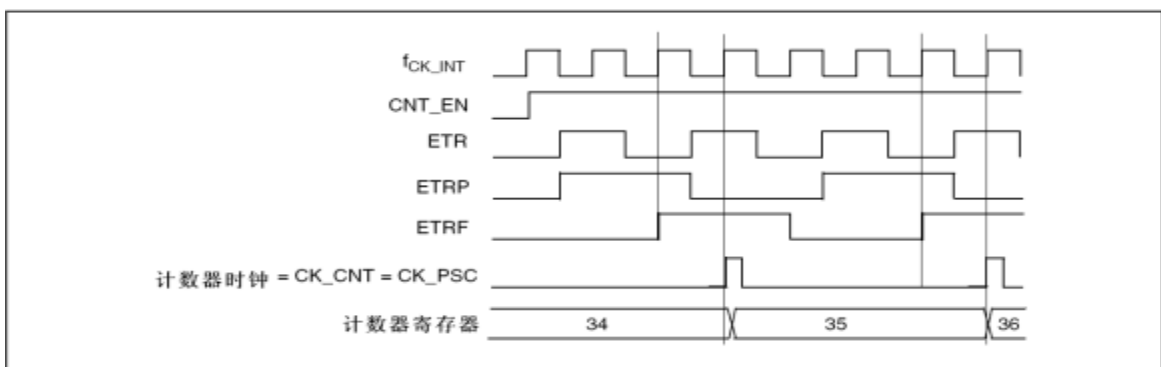 fCK_INT
CNT_EN
ETR
ETRP
ETRF
计数器时钟 = CK_CNT = CK_PSC
计数器寄存器 34 35 36